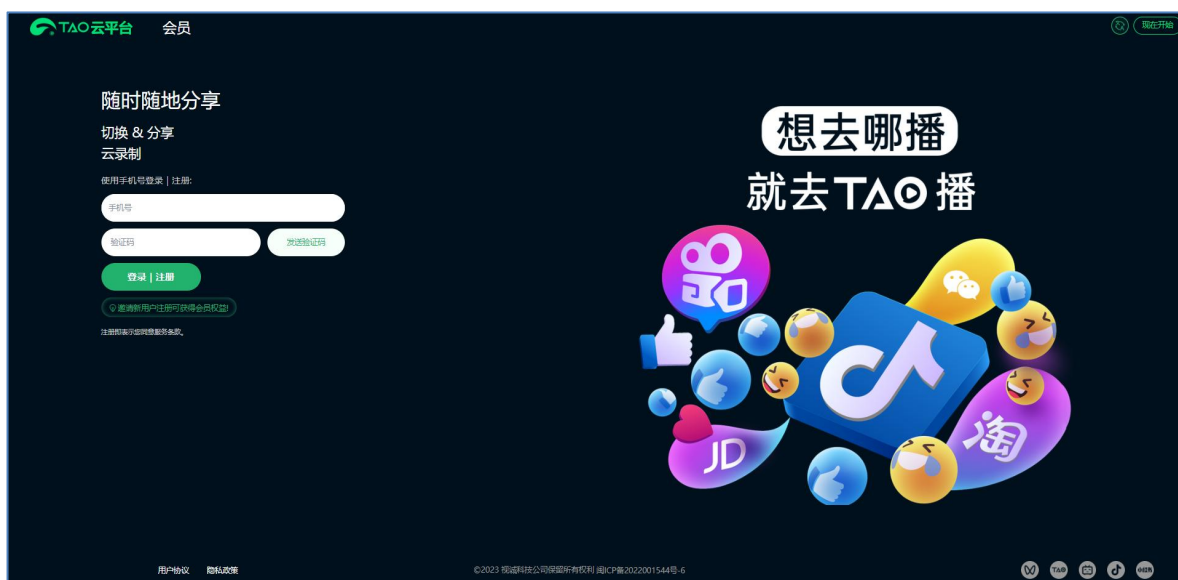 TAO云平台
会员
现在开始
随时随地分享
切换 & 分享
云录制
使用手机号登录 | 注册:
手机号
验证码
发送验证码
登录 | 注册
邀请新用户注册可获得会员权益!
注册即表示您同意服务条款。
想去哪播
就去TAO播
JD
淘
用户协议
隐私政策
©2023 视诚科技公司保留所有权利 闽ICP备2022001544号-6
TAO
小红书